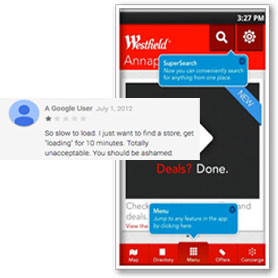 3:27 PM
Westfield
Annap
SuperSearch
Now you can conveniently search
for anything from one place.
NEW
A Google User July 1, 2012
So slow to load. I just want to find a store, get
"loading" for 10 minutes. Totally
unacceptable. You should be ashamed
Deals? Done.
Check
and deals.
View the
Menu
Jump to any feature in the app
by clicking here.
Map
Directory
Menu
Offers
Concierge